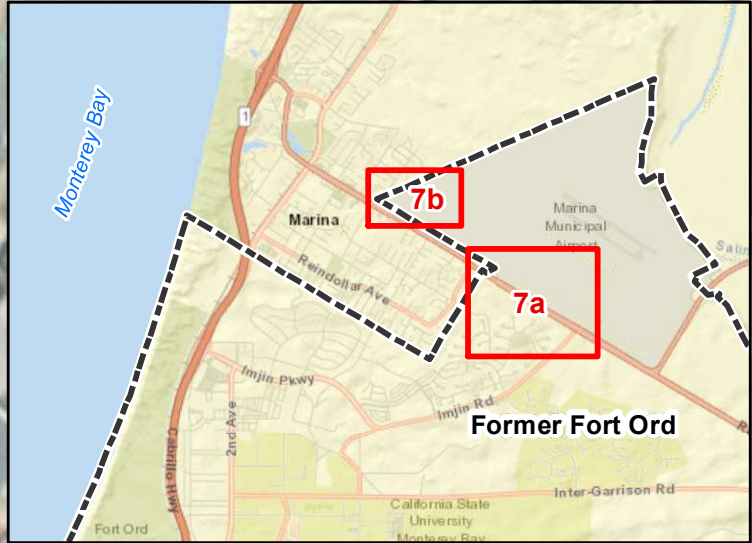 Monterey Bay
1
7b
Marina
Marina
Municipal
Airport
Salin
Reindollar Ave
7a
Imjin Pkwy
Imjin Rd
2nd Ave
Cabrillo Hwy
Former Fort Ord
Inter-Garrison Rd
California State
University
Monterey Bay
Fort Ord